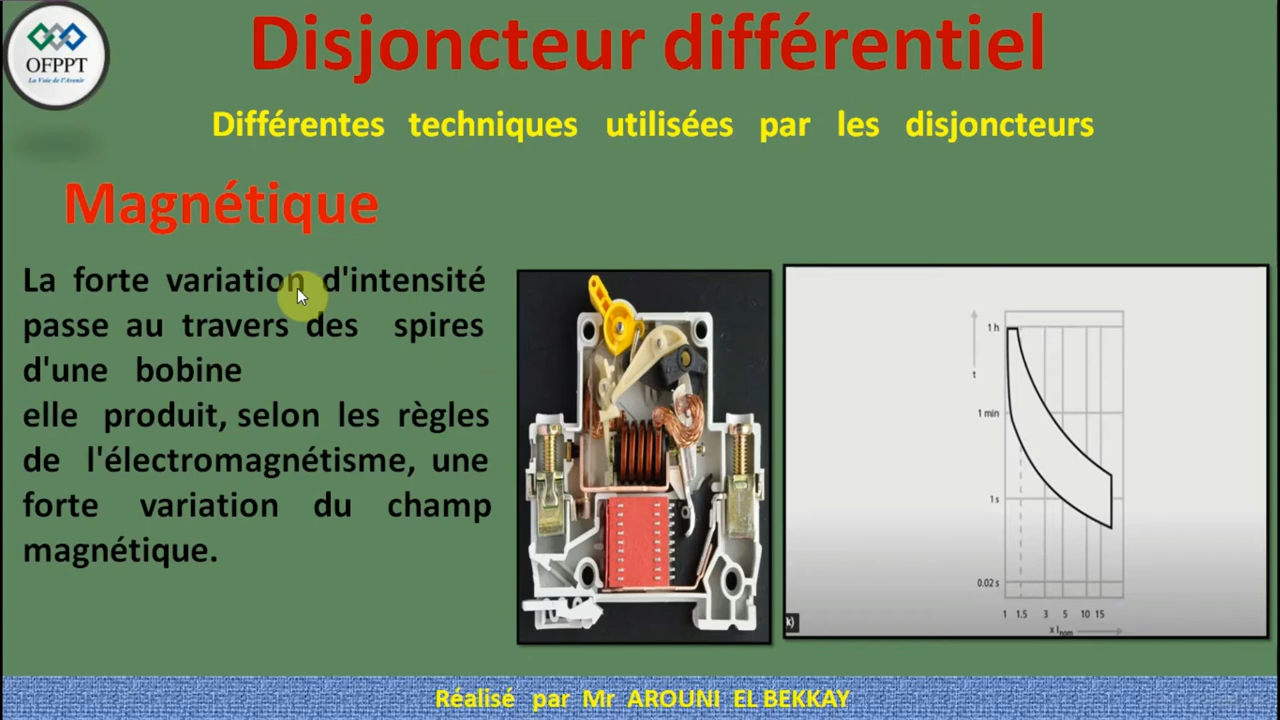 OFPPT
La Voie de l'Avenir
Disjoncteur différentiel
Différentes techniques utilisées par les disjoncteurs
Magnétique
La forte variation d'intensité
passe au travers des spires
d'une bobine
elle produit, selon les règles
de l'électromagnétisme, une
forte variation du champ
magnétique.
1 h
t
1 min
1 s
0.02 s
1 1.5 3 5 10 15
x Inom
k)
Réalisé par Mr AROUNI EL BEKKAY